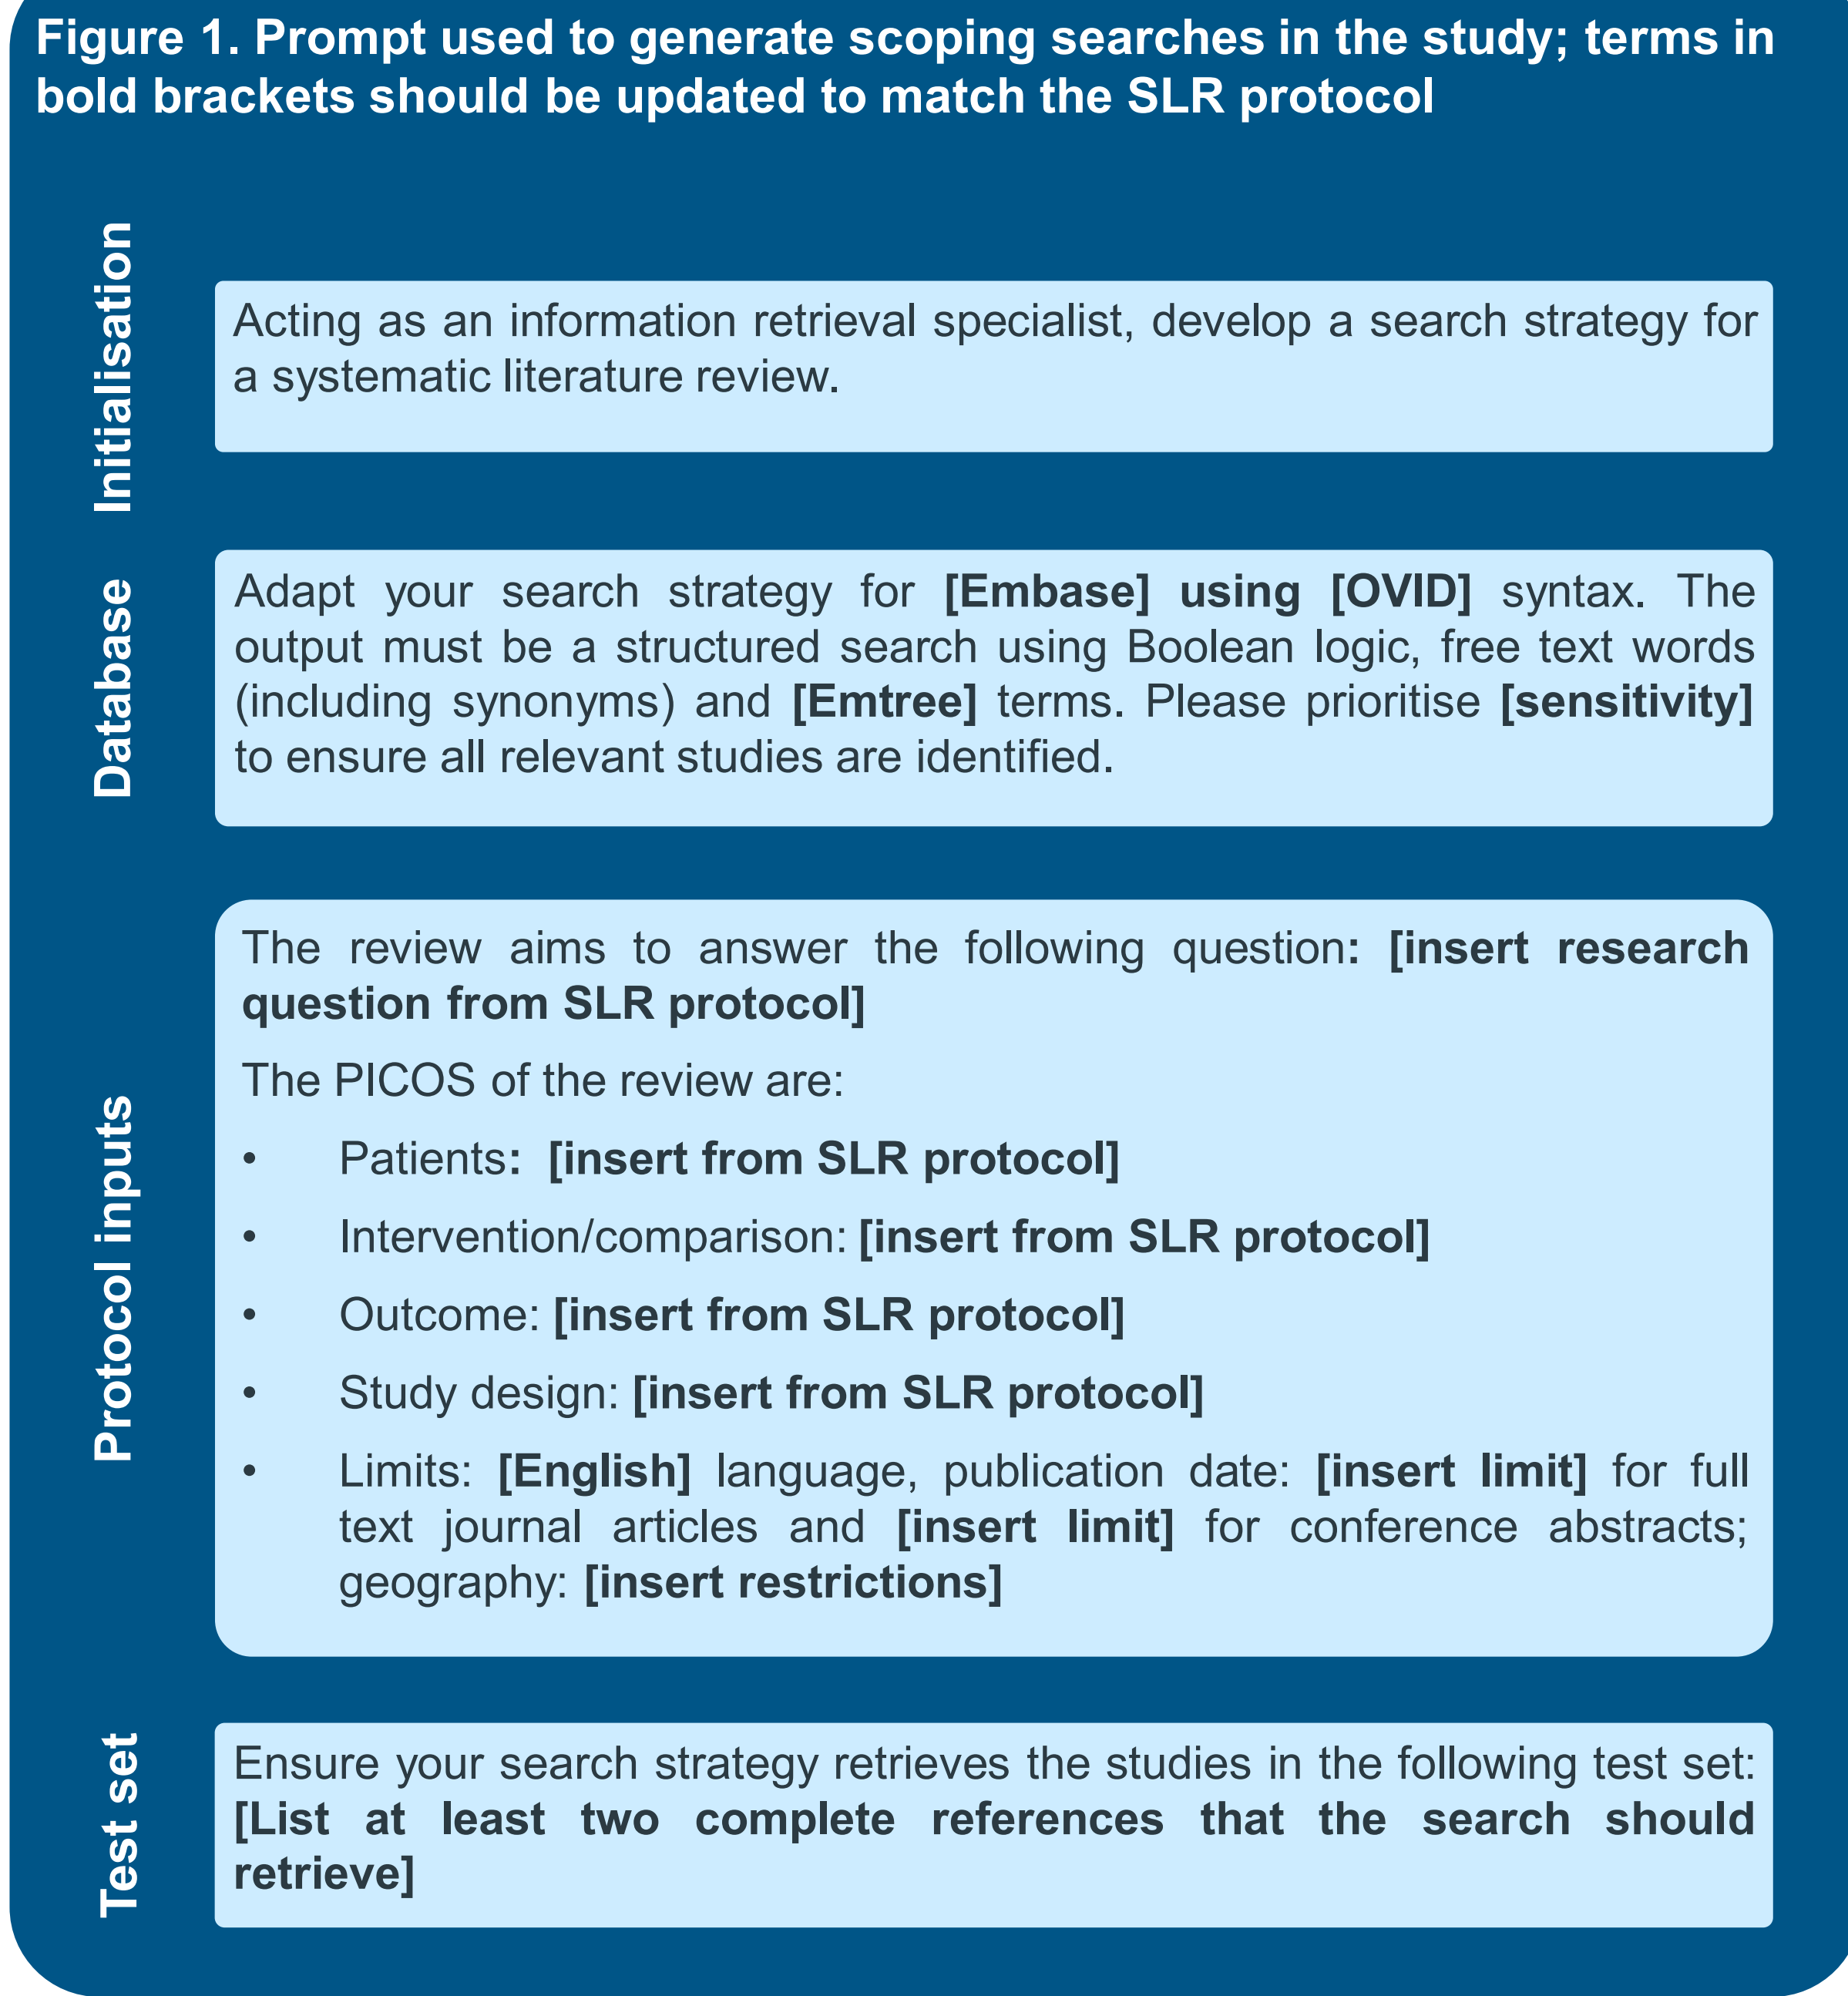 Figure 1. Prompt used to generate scoping searches in the study; terms in
bold brackets should be updated to match the SLR protocol
Initialisation
Acting as an information retrieval specialist, develop a search strategy for
a systematic literature review.
Database
Adapt your search strategy for [Embase] using [OVID] syntax. The
output must be a structured search using Boolean logic, free text words
(including synonyms) and [Emtree] terms. Please prioritise [sensitivity]
to ensure all relevant studies are identified.
Protocol inputs
The review aims to answer the following question: [insert research
question from SLR protocol]
The PICOS of the review are:
• Patients: [insert from SLR protocol]
• Intervention/comparison: [insert from SLR protocol]
• Outcome: [insert from SLR protocol]
• Study design: [insert from SLR protocol]
• Limits: [English] language, publication date: [insert limit] for full
text journal articles and [insert limit] for conference abstracts;
geography: [insert restrictions]
Test set
Ensure your search strategy retrieves the studies in the following test set:
[List at least two complete references that the search should
retrieve]